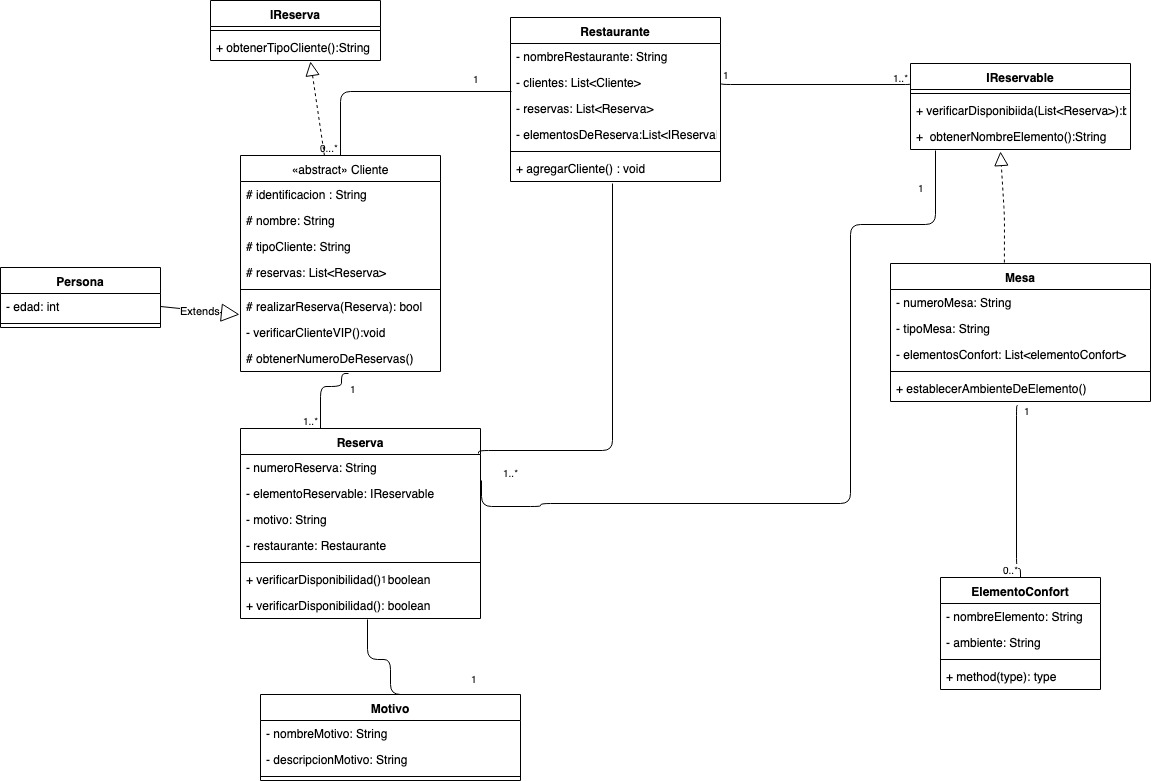 IReserva
+ obtenerTipoCliente():String
Restaurante
- nombreRestaurante: String
- clientes: List<Cliente>
- reservas: List<Reserva>
- elementosDeReserva:List<IReserva
+ agregarCliente() : void
1
1
1..*
IReservable
+ verificarDisponibiida(List<Reserva>):b
+ obtenerNombreElemento():String
0...*
«abstract» Cliente
# identificacion : String
# nombre: String
# tipoCliente: String
# reservas: List<Reserva>
# realizarReserva(Reserva): bool
- verificarClienteVIP():void
# obtenerNumeroDeReservas()
1
Persona
- edad: int
Extends
Mesa
- numeroMesa: String
- tipoMesa: String
- elementosConfort: List<elementoConfort>
+ establecerAmbienteDeElemento()
1
1..*
1
Reserva
- numeroReserva: String
- elementoReservable: IReservable
- motivo: String
- restaurante: Restaurante
+ verificarDisponibilidad(): boolean
1
+ verificarDisponibilidad(): boolean
1..*
0..*
ElementoConfort
- nombreElemento: String
- ambiente: String
+ method(type): type
1
Motivo
- nombreMotivo: String
- descripcionMotivo: String